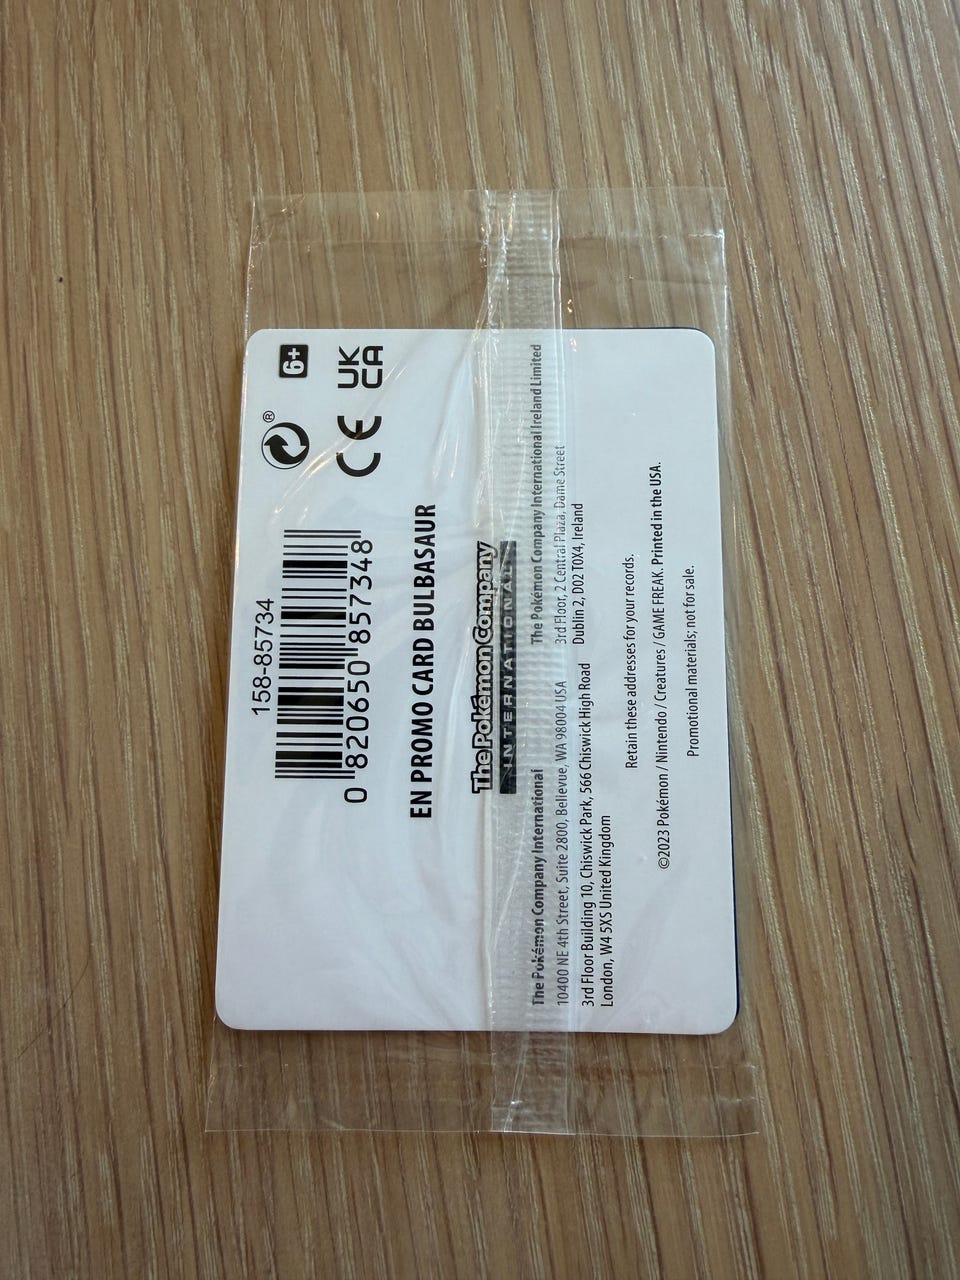 158-85734
0 820650 857348
6+
®
CE
UK
CA
EN PROMO CARD BULBASAUR
The Pokémon Company
INTERNATIONAL
The Pokémon Company International
10400 NE 4th Street, Suite 2800, Bellevue, WA 98004 USA
3rd Floor Building 10, Chiswick Park, 566 Chiswick High Road
London, W4 5XS United Kingdom
The Pokémon Company International Ireland Limited
3rd Floor, 2 Central Plaza, Dame Street
Dublin 2, D02 T0X4, Ireland
Retain these addresses for your records.
©2023 Pokémon / Nintendo / Creatures / GAME FREAK. Printed in the USA.
Promotional materials; not for sale.